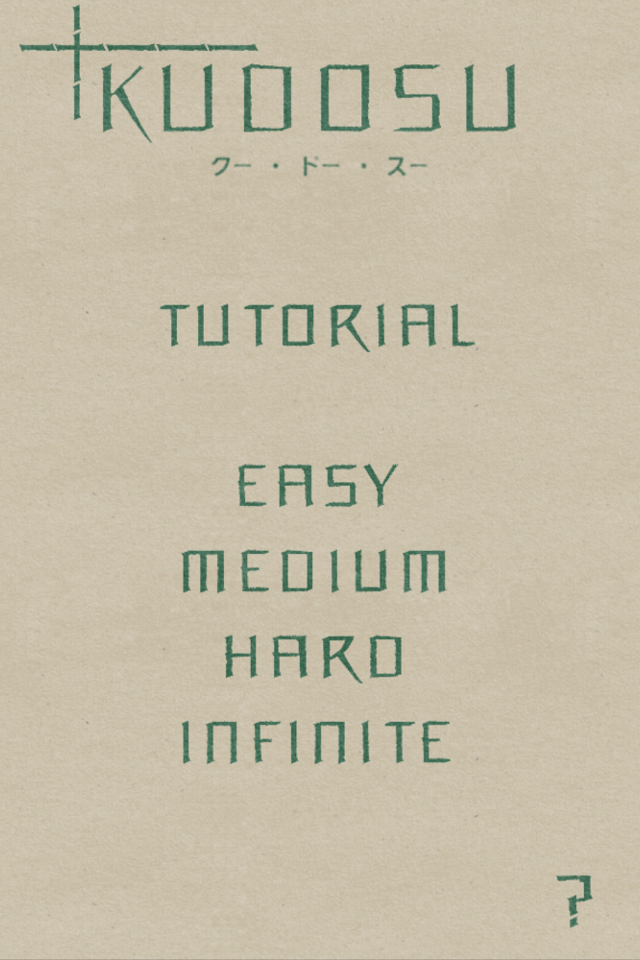 KUDOSU
クー・ドー・スー
TUTORIAL
EASY
MEDIUM
HARD
INFINITE
?